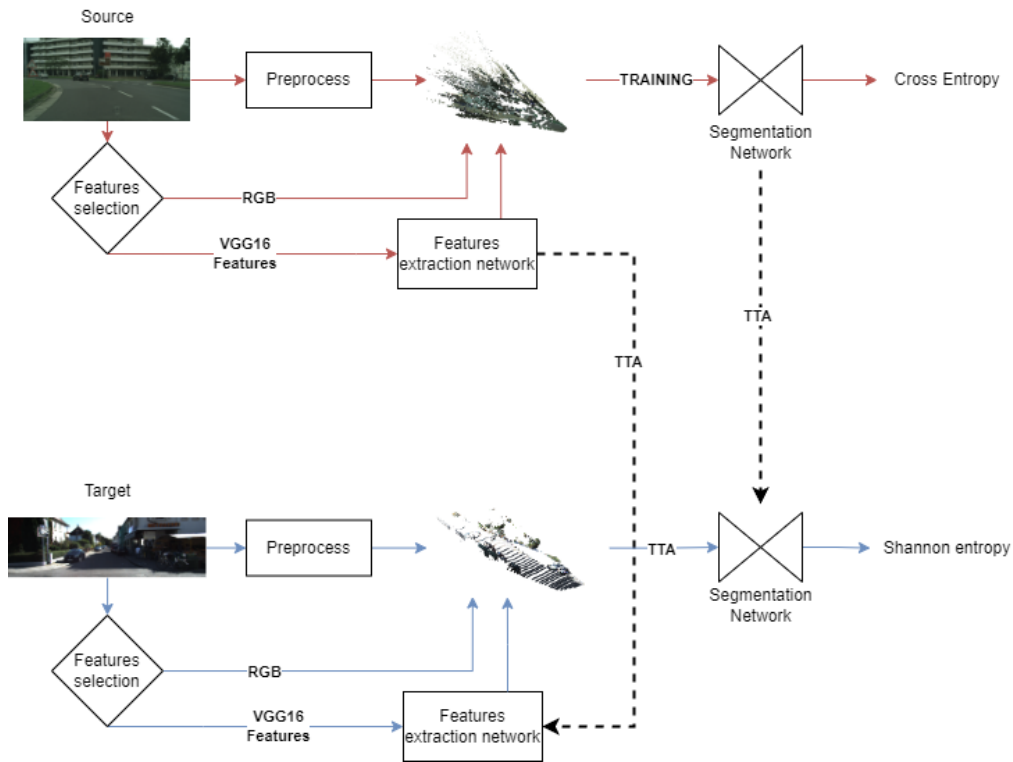 Source
Preprocess
TRAINING
Cross Entropy
Segmentation
Network
Features
selection
RGB
VGG16
Features
Features
extraction network
TTA
TTA
Target
Preprocess
TTA
Shannon entropy
Segmentation
Network
Features
selection
RGB
VGG16
Features
Features
extraction network